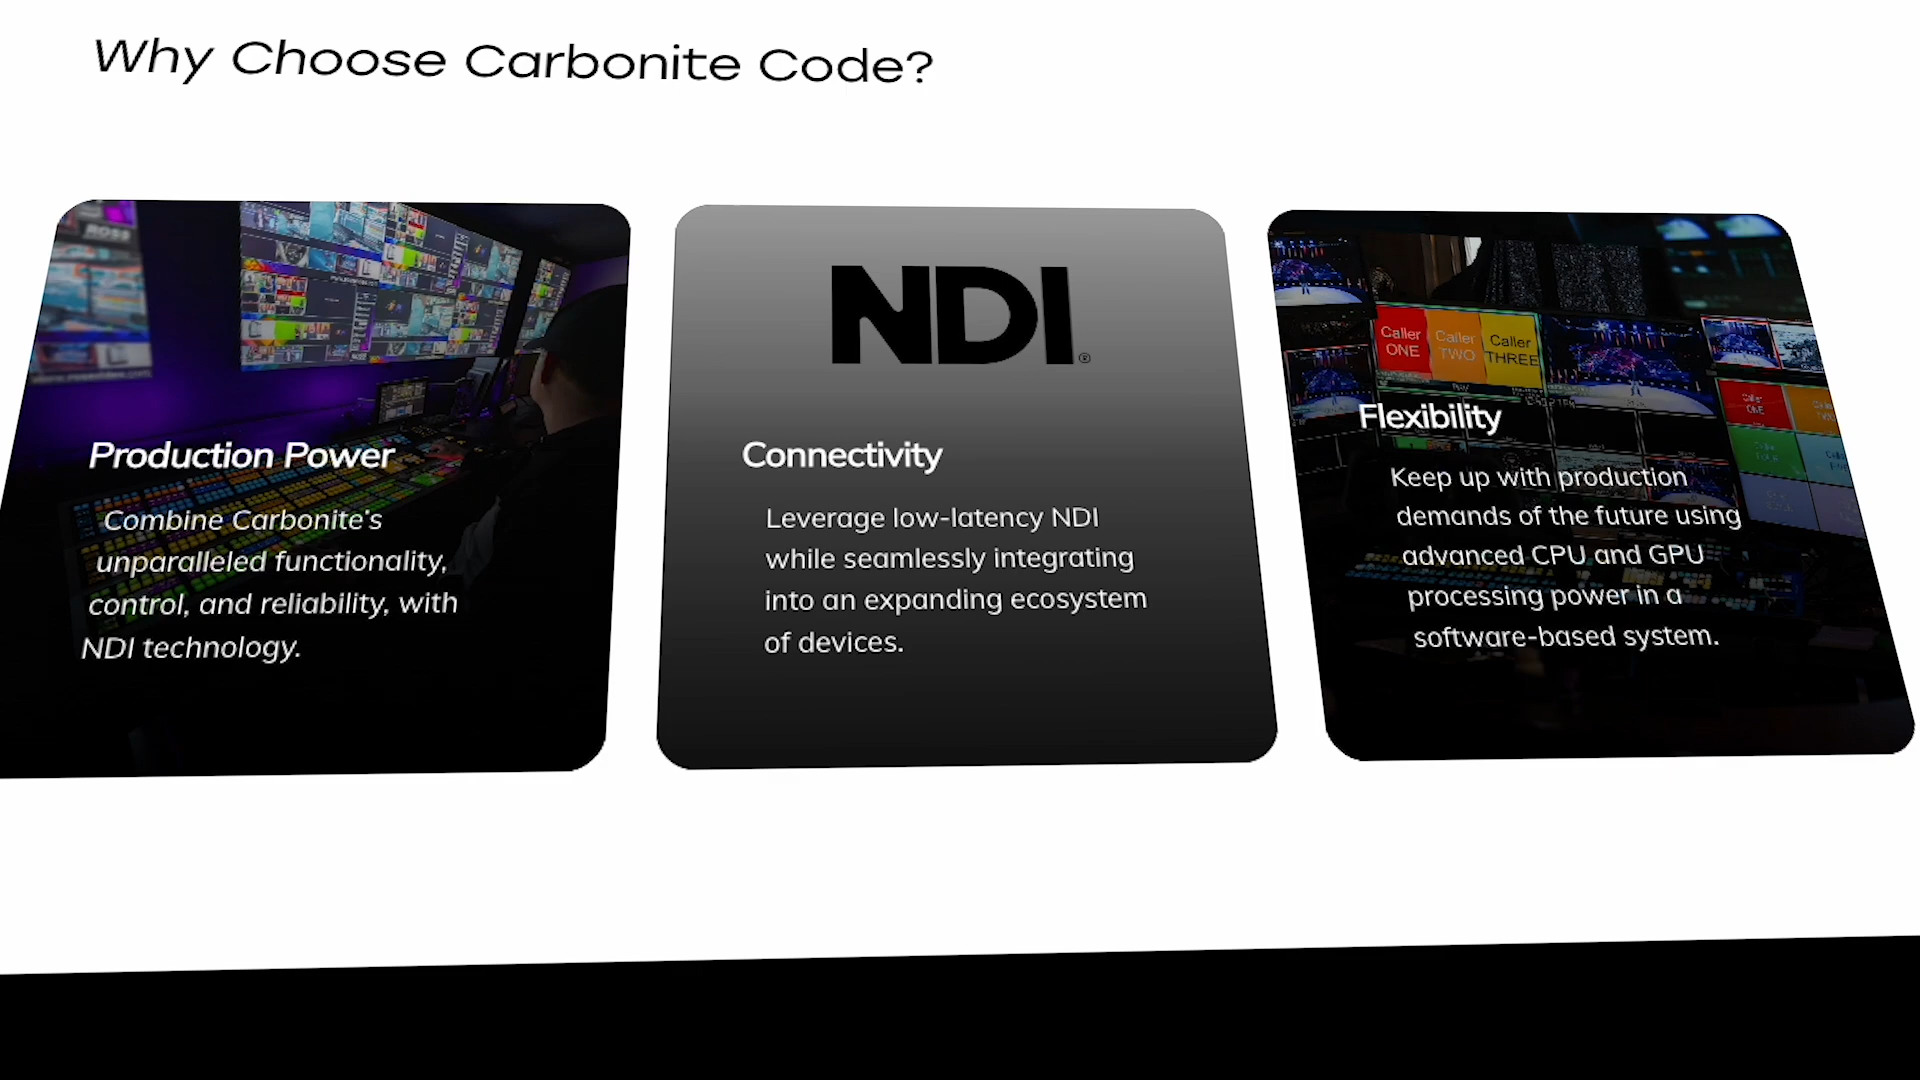 Why Choose Carbonite Code?
ROSS
Production Power
Combine Carbonite's
unparalleled functionality,
control, and reliability, with
NDI technology.
NDI®
Connectivity
Leverage low-latency NDI
while seamlessly integrating
into an expanding ecosystem
of devices.
Caller
ONE
Caller
TWO
Caller
THREE
Flexibility
Keep up with production
demands of the future using
advanced CPU and GPU
processing power in a
software-based system.
Caller
ONE